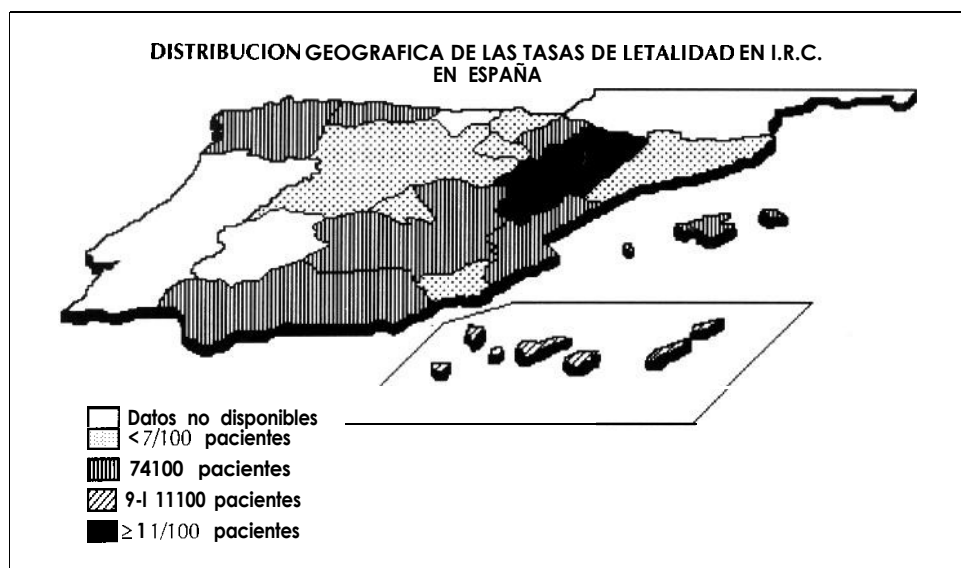 DISTRIBUCION GEOGRAFICA DE LAS TASAS DE LETALIDAD EN I.R.C.
EN ESPAÑA
Datos no disponibles
<7/100 pacientes
74100 pacientes
9-I 11100 pacientes
≥11/100 pacientes